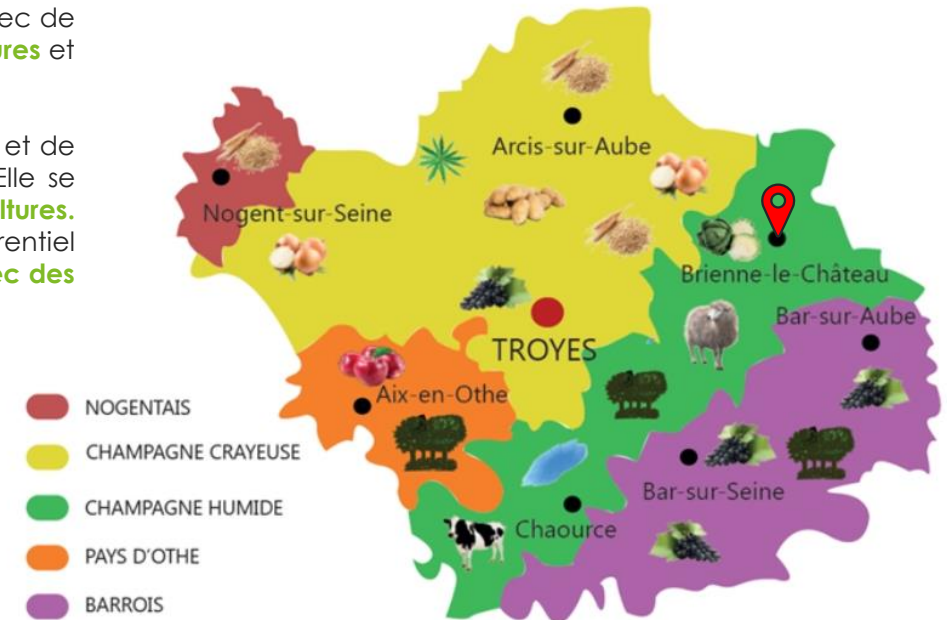 ec de
ures et
et de
Elle se
ltures.
rentiel
ec des
Arcis-sur-Aube
Nogent-sur-Seine
Brienne-le-Château
Bar-sur-Aube
TROYES
Aix-en-Othe
Bar-sur-Seine
Chaource
NOGENTAIS
CHAMPAGNE CRAYEUSE
CHAMPAGNE HUMIDE
PAYS D'OTHE
BARROIS